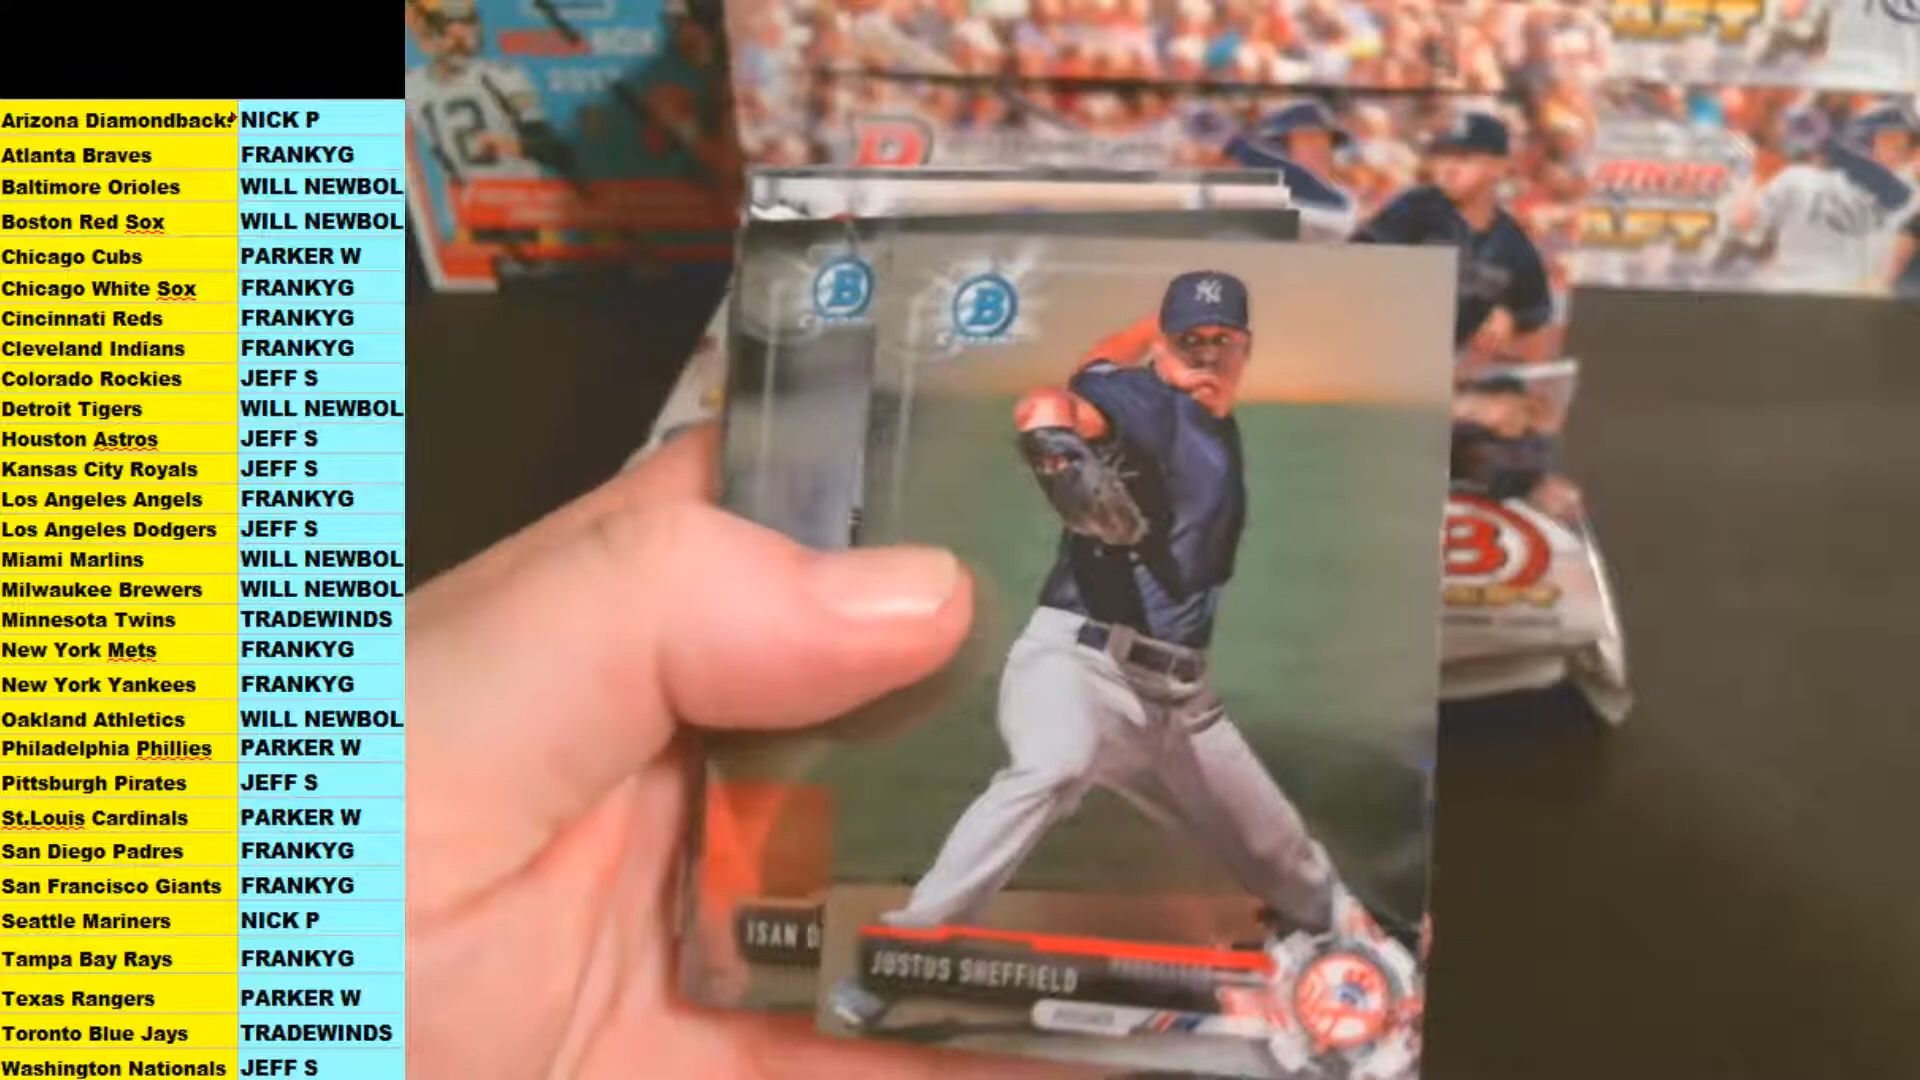 Arizona Diamondbacks NICK P
Atlanta Braves FRANKYG
Baltimore Orioles WILL NEWBOL
Boston Red Sox WILL NEWBOL
Chicago Cubs PARKER W
Chicago White Sox FRANKYG
Cincinnati Reds FRANKYG
Cleveland Indians FRANKYG
Colorado Rockies JEFF S
Detroit Tigers WILL NEWBOL
Houston Astros JEFF S
Kansas City Royals JEFF S
Los Angeles Angels FRANKYG
Los Angeles Dodgers JEFF S
Miami Marlins WILL NEWBOL
Milwaukee Brewers WILL NEWBOL
Minnesota Twins TRADEWINDS
New York Mets FRANKYG
New York Yankees FRANKYG
Oakland Athletics WILL NEWBOL
Philadelphia Phillies PARKER W
Pittsburgh Pirates JEFF S
St.Louis Cardinals PARKER W
San Diego Padres FRANKYG
San Francisco Giants FRANKYG
Seattle Mariners NICK P
Tampa Bay Rays FRANKYG
Texas Rangers PARKER W
Toronto Blue Jays TRADEWINDS
Washington Nationals JEFF S
BOX
2017
12
B
B
NY
ISAN D
JUSTUS SHEFFIELD
B